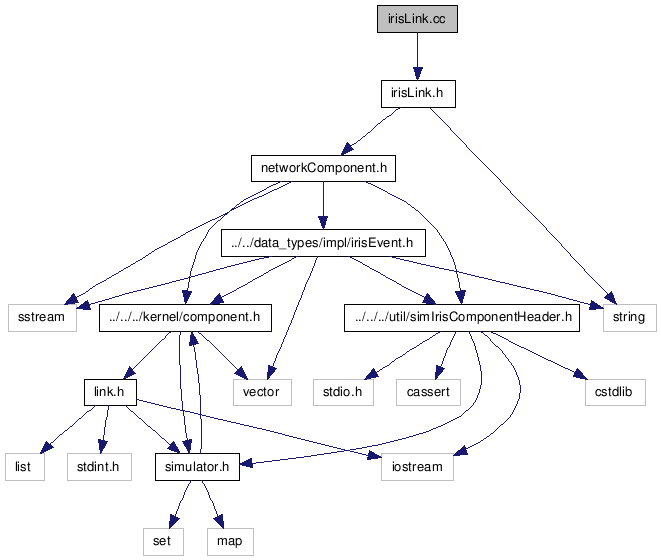 irisLink.cc
irisLink.h
networkComponent.h
../../data_types/impl/irisEvent.h
sstream
../../../kernel/component.h
../../../util/simIrisComponentHeader.h
string
link.h
vector
stdio.h
cassert
cstdlib
list
stdint.h
simulator.h
iostream
set
map